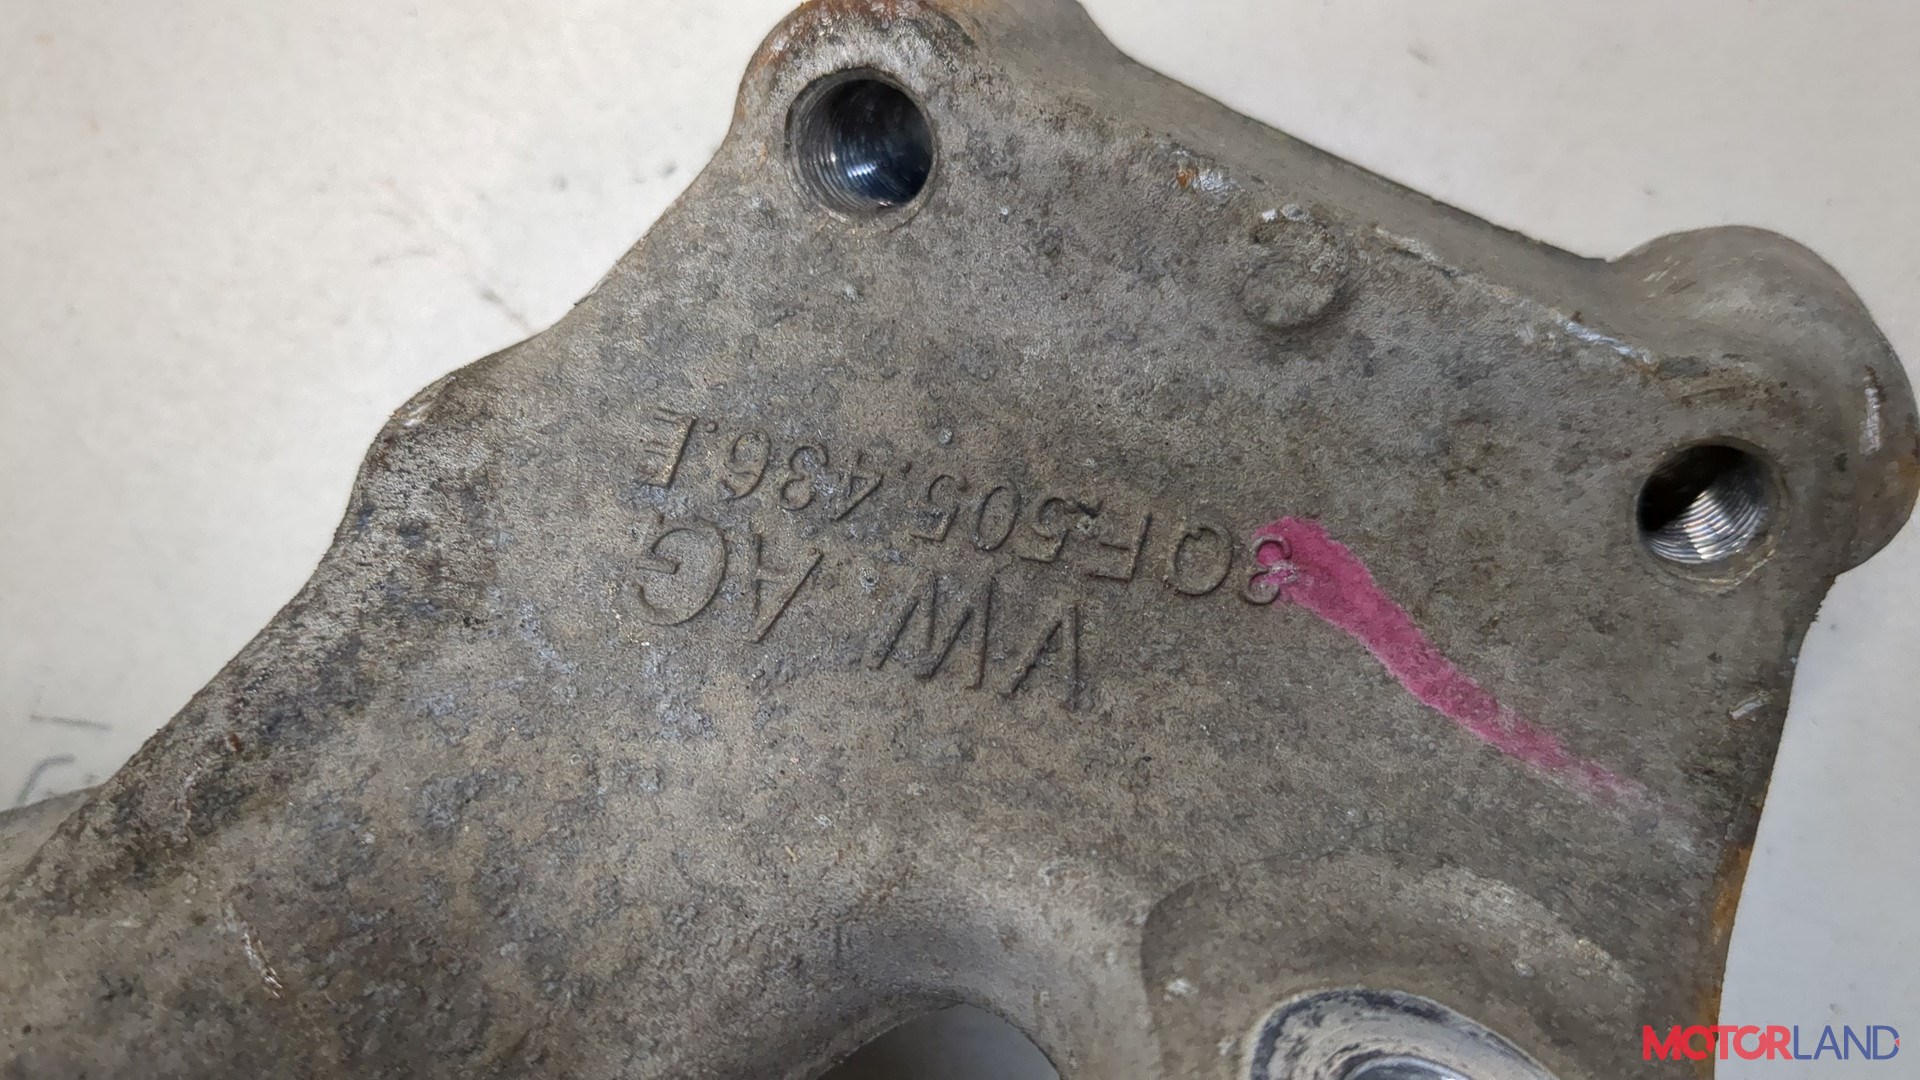 VW AG
3QF.505.436.E
MOTORLAND